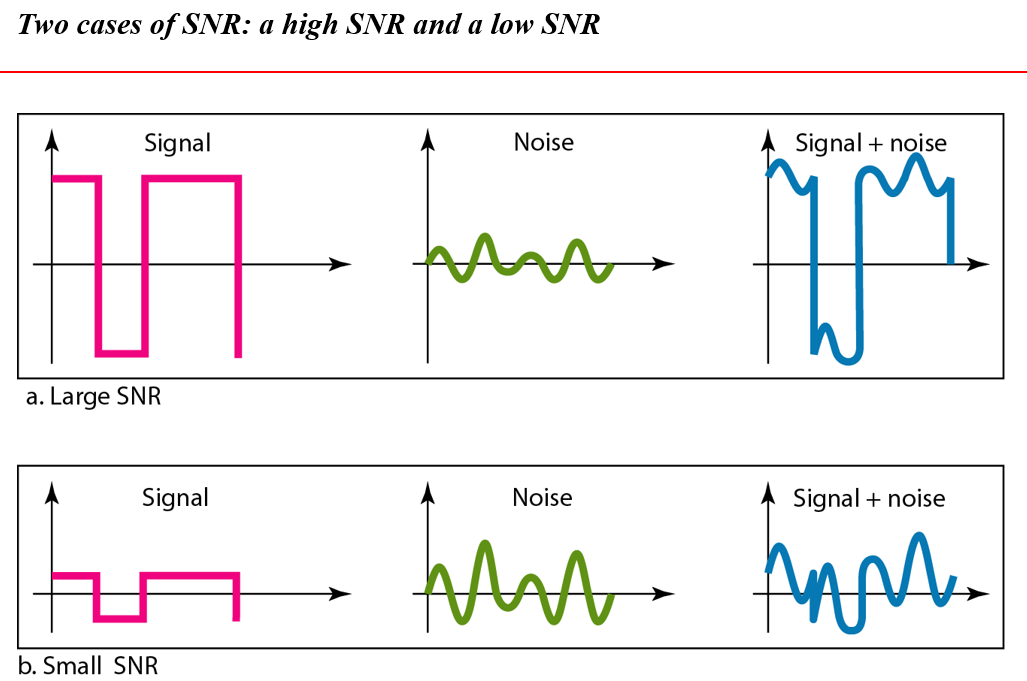 Two cases of SNR: a high SNR and a low SNR
Signal
Noise
Signal + noise
a. Large SNR
Signal
Noise
Signal + noise
b. Small  SNR